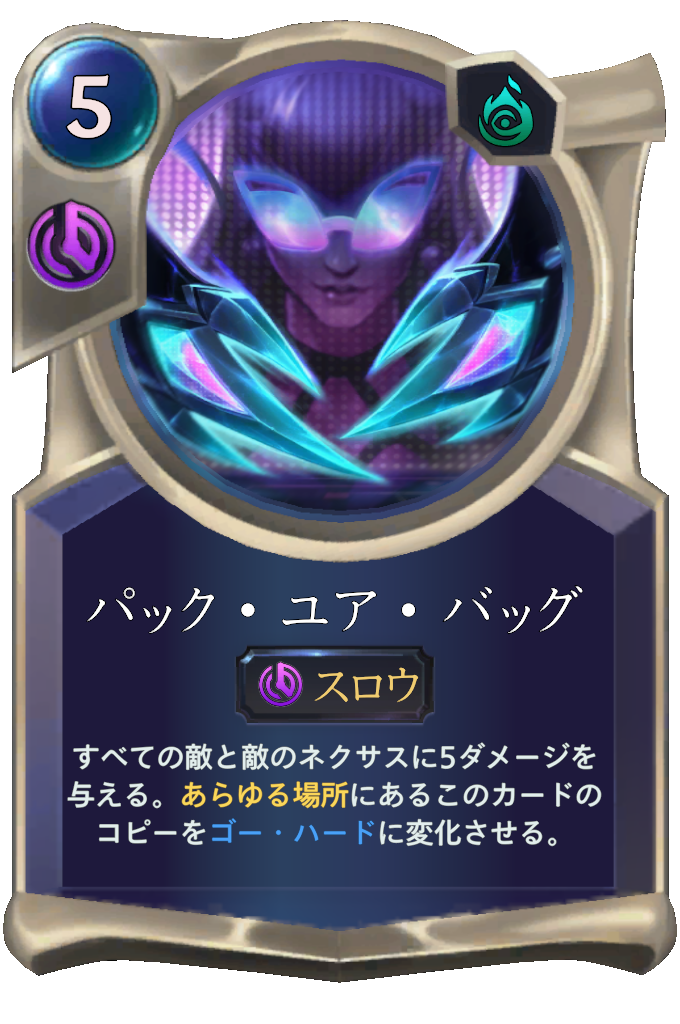 5
パック・ユア・バッグ
スロウ
すべての敵と敵のネクサスに5ダメージを
与える。あらゆる場所にあるこのカードの
コピーをゴー・ハードに変化させる。